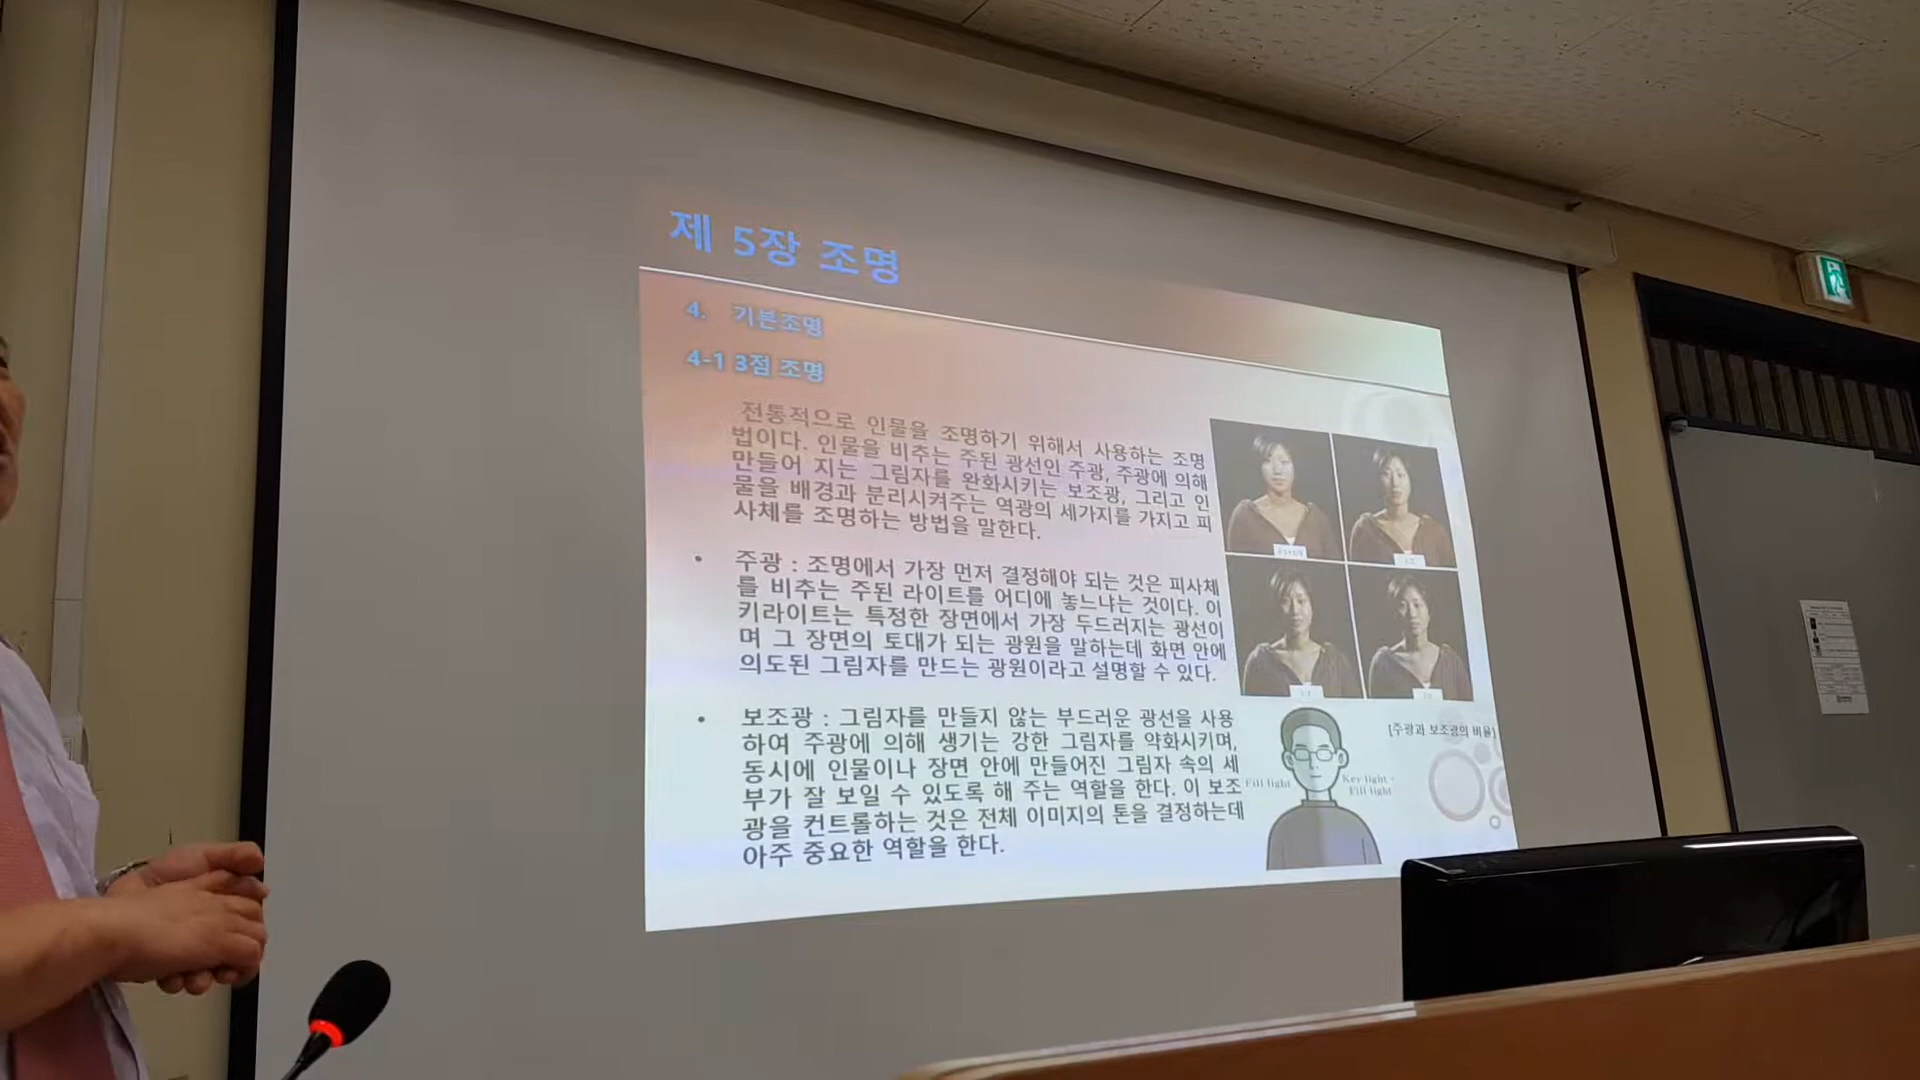 제 5장 조명
4. 기본조명
4-1 3점 조명
전통적으로 인물을 조명하기 위해서 사용하는 조명
법이다. 인물을 비추는 주된 광선인 주광, 주광에 의해
만들어 지는 그림자를 완화시키는 보조광, 그리고 인
물을 배경과 분리시켜주는 역광의 세가지를 가지고 피
사체를 조명하는 방법을 말한다.
• 주광 : 조명에서 가장 먼저 결정해야 되는 것은 피사체
를 비추는 주된 라이트를 어디에 놓느냐는 것이다. 이
키라이트는 특정한 장면에서 가장 두드러지는 광선이
며 그 장면의 토대가 되는 광원을 말하는데 화면 안에
의도된 그림자를 만드는 광원이라고 설명할 수 있다.
• 보조광 : 그림자를 만들지 않는 부드러운 광선을 사용
하여 주광에 의해 생기는 강한 그림자를 약화시키며,
동시에 인물이나 장면 안에 만들어진 그림자 속의 세
부가 잘 보일 수 있도록 해 주는 역할을 한다. 이 보조
광을 컨트롤하는 것은 전체 이미지의 톤을 결정하는데
아주 중요한 역할을 한다.
[주광과 보조광의 비율]
Fill light
Key light +
Fill light